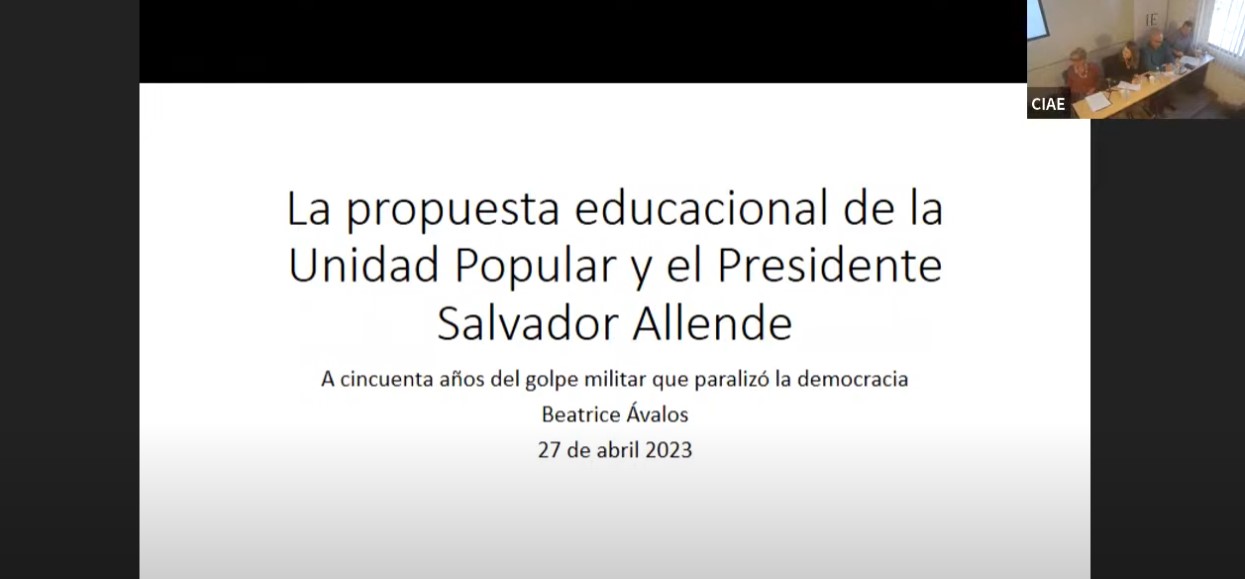 IE
CIAE
La propuesta educacional de la
Unidad Popular y el Presidente
Salvador Allende
A cincuenta años del golpe militar que paralizó la democracia
Beatrice Ávalos
27 de abril 2023